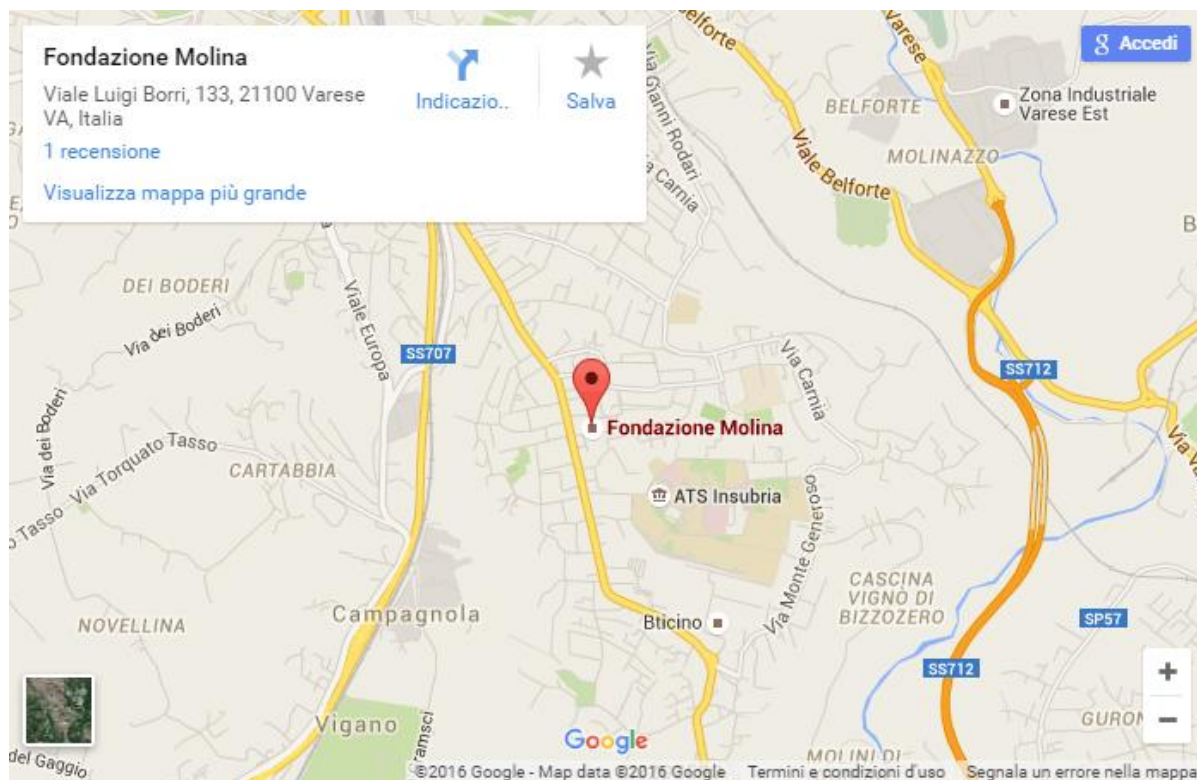 Fondazione Molina
Viale Luigi Borri, 133, 21100 Varese
VA, Italia
1 recensione
Visualizza mappa più grande
Indicazio..
Salva
Accedi
elforte
Varese
Via Gianni Rodari
Carnia
BELFORTE
Zona Industriale
Varese Est
MOLINAZZO
Viale Belforte
B
DEI BODERI
Via dei Boderi
Viale Europa
SS707
Via Carnia
SS712
Via dei Boderi
Fondazione Molina
Via Torquato Tasso
Tasso
CARTABBIA
ATS Insubria
Via Monte Generoso
CASCINA
VIGNO DI
BIZZOZERO
NOVELLINA
Campagnola
Bticino
SP57
SS712
Vigano
Gramsci
GURON
Google
del Gaggio
MOLINI DI
©2016 Google - Map data ©2016 Google
Termini e condizioni d'uso
Segnala un errore nella mappa
+
−